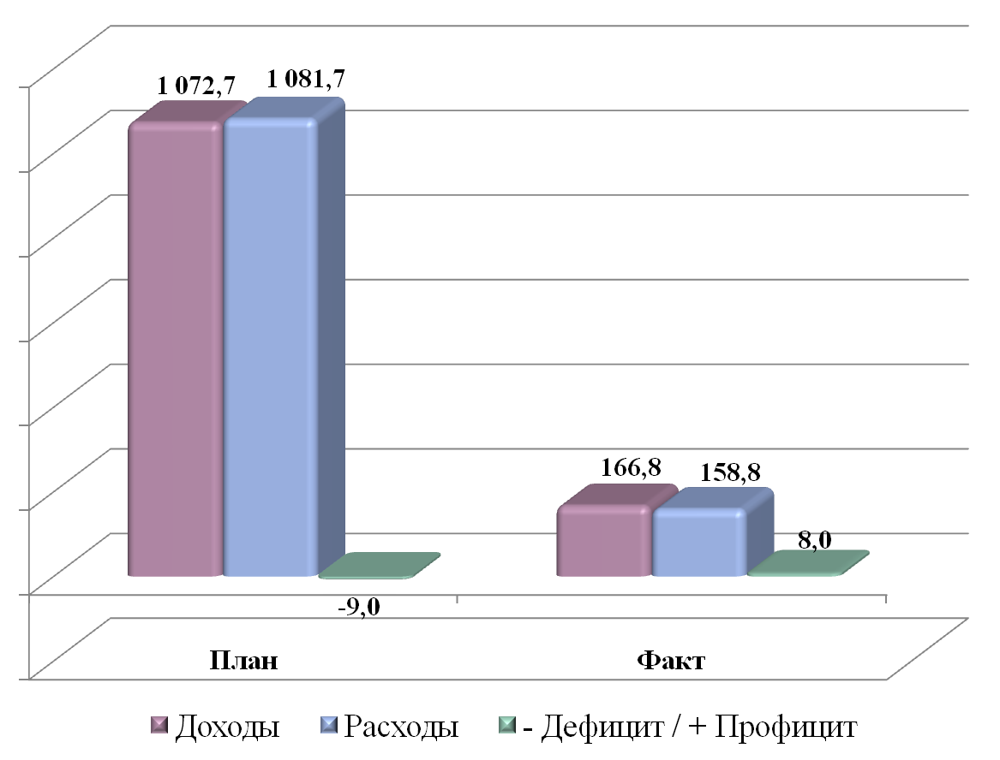 1 072,7
1 081,7
166,8
158,8
8,0
-9,0
План
Факт
Доходы
Расходы
- Дефицит / + Профицит